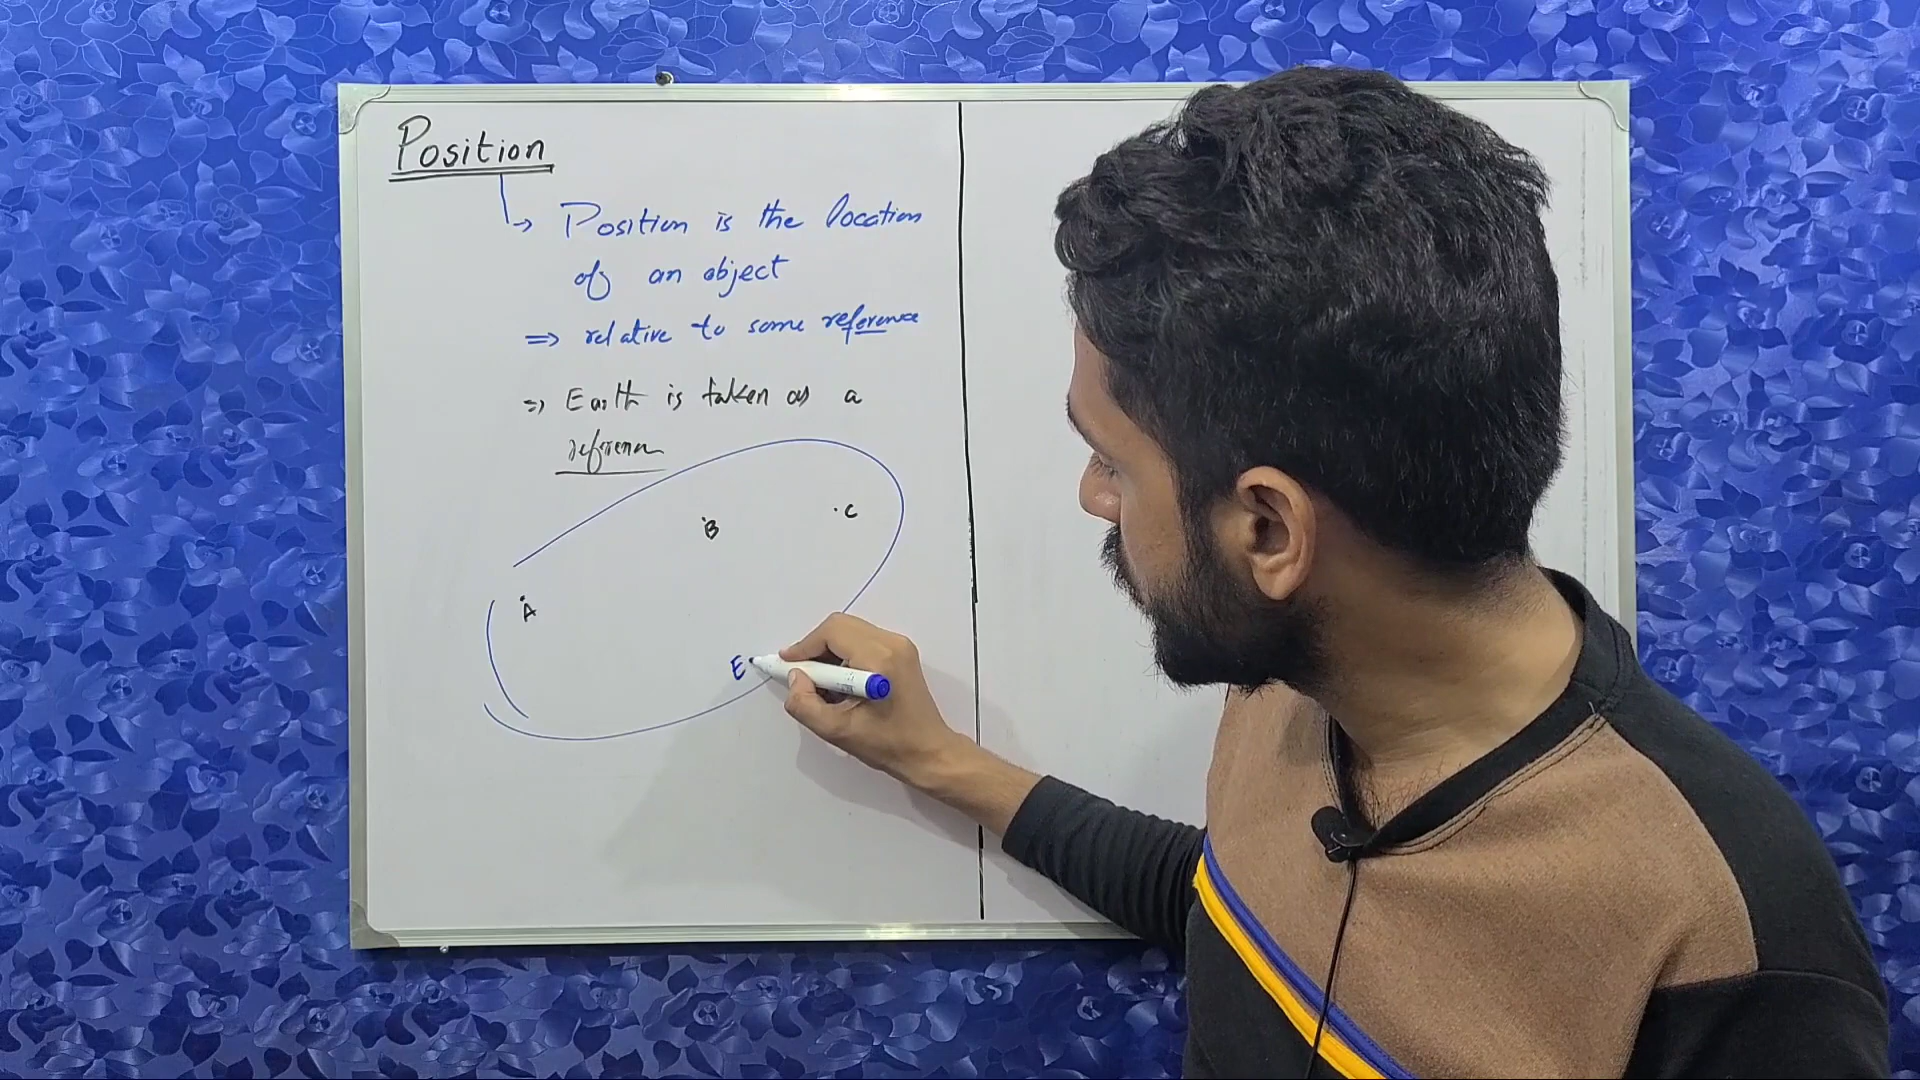 Position
→ Position is the location
of an object
⇒ relative to some reference
⇒ Earth is taken as a
reference
B
.C
A
E